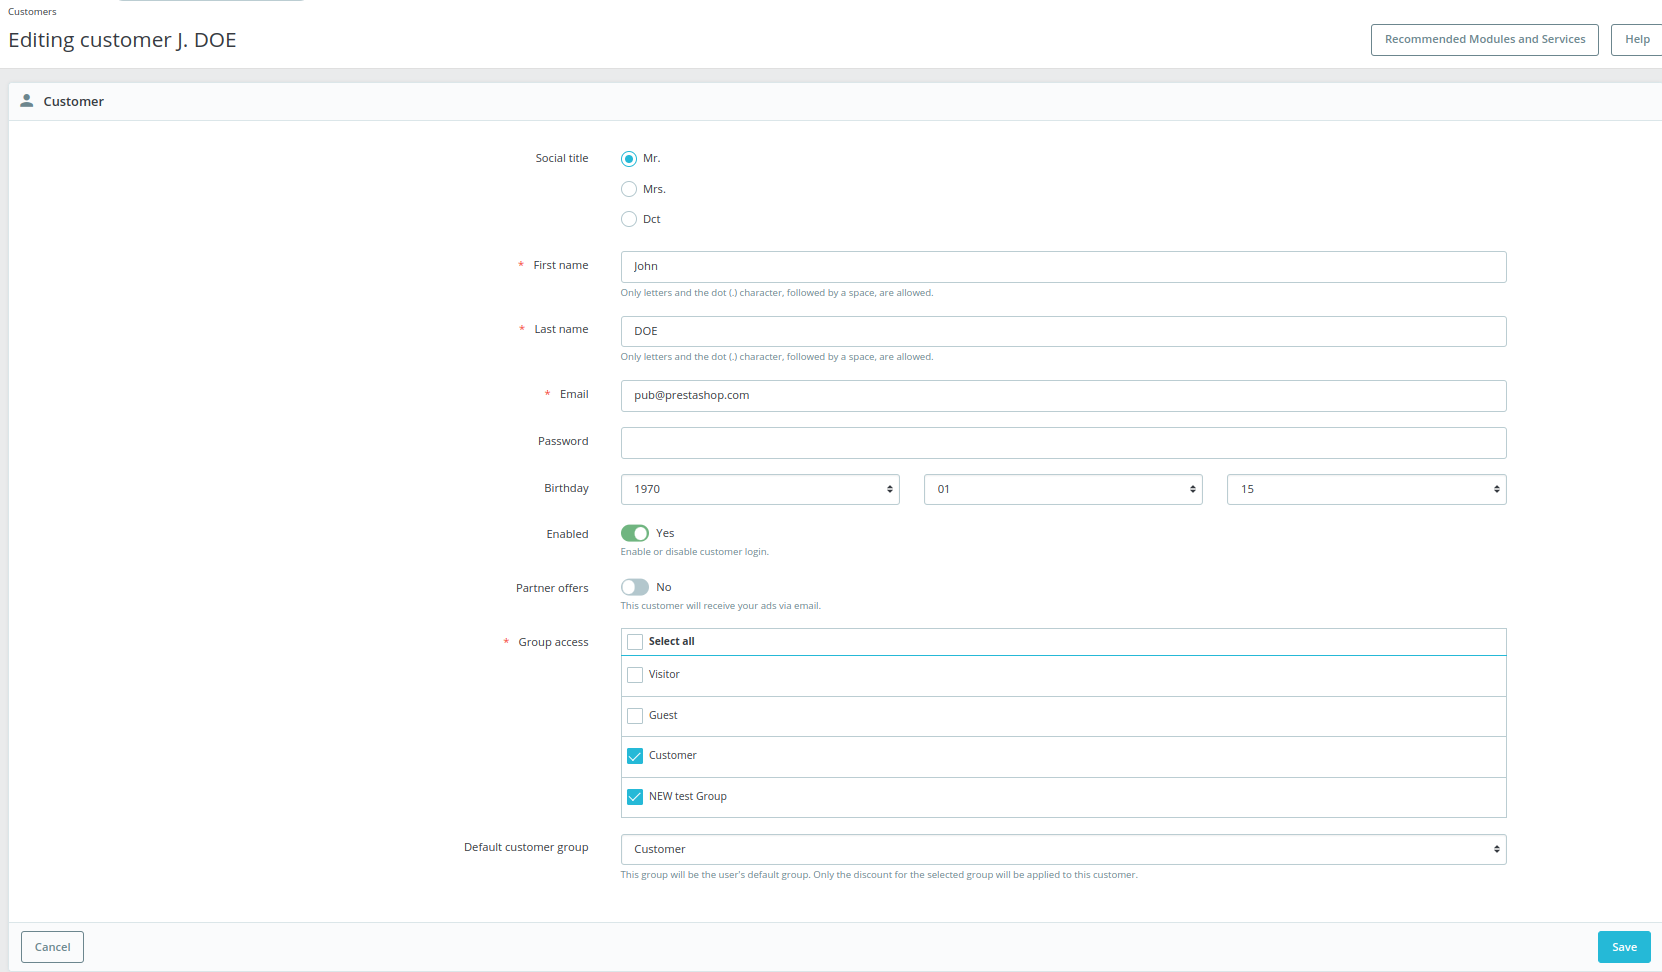 Customers
Editing customer J. DOE
Recommended Modules and Services
Help
Customer
Social title
Mr.
Mrs.
Dct
* First name
John
Only letters and the dot (.) character, followed by a space, are allowed.
* Last name
DOE
Only letters and the dot (.) character, followed by a space, are allowed.
* Email
pub@prestashop.com
Password
Birthday
1970
01
15
Enabled
Yes
Enable or disable customer login.
Partner offers
No
This customer will receive your ads via email.
* Group access
Select all
Visitor
Guest
Customer
NEW test Group
Default customer group
Customer
This group will be the user's default group. Only the discount for the selected group will be applied to this customer.
Cancel
Save